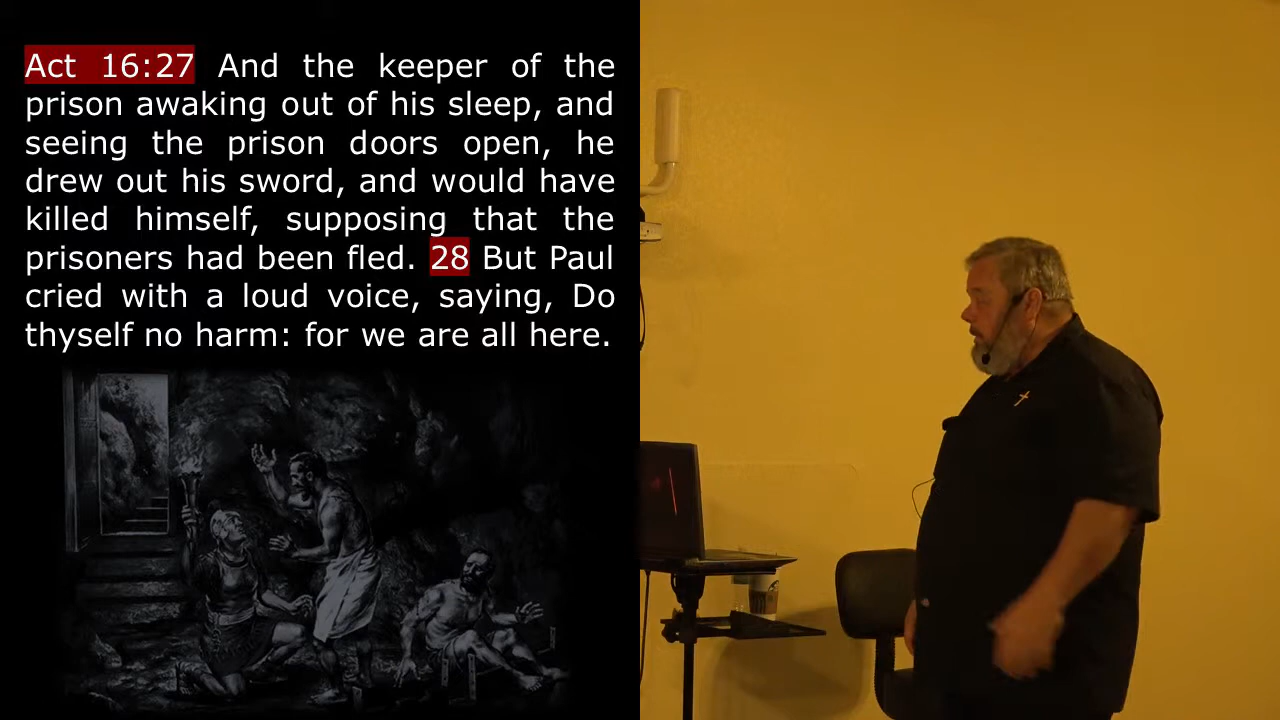 Act 16:27 And the keeper of the
prison awaking out of his sleep, and
seeing the prison doors open, he
drew out his sword, and would have
killed himself, supposing that the
prisoners had been fled. 28 But Paul
cried with a loud voice, saying, Do
thyself no harm: for we are all here.